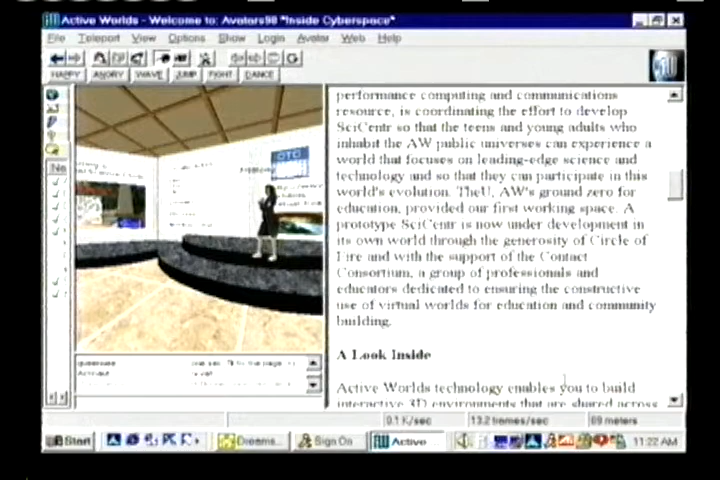 Active Worlds - Welcome to: Avatars98 "Inside Cyberspace"
File Teleport View Options Show Login Avatar Web Help
HAPPY ANGRY WAVE JUMP FIGHT DANCE
performance computing and communications
resource, is coordinating the effort to develop
SciCentr so that the teens and young adults who
inhabit the AW public universes can experience a
world that focuses on leading-edge science and
technology and so that they can participate in this
world's evolution. TheU, AW's ground zero for
education, provided our first working space. A
prototype SciCentr is now under development in
its own world through the generosity of Circle of
Fire and with the support of the Contact
Consortium, a group of professionals and
educators dedicated to ensuring the constructive
use of virtual worlds for education and community
building.
A Look Inside
Active Worlds technology enables you to build
interactive 3D environments that are shared across
0.1 K/sec 13.2 frames/sec 69 meters
Start Dreams... Sign On Active 11:22 AM